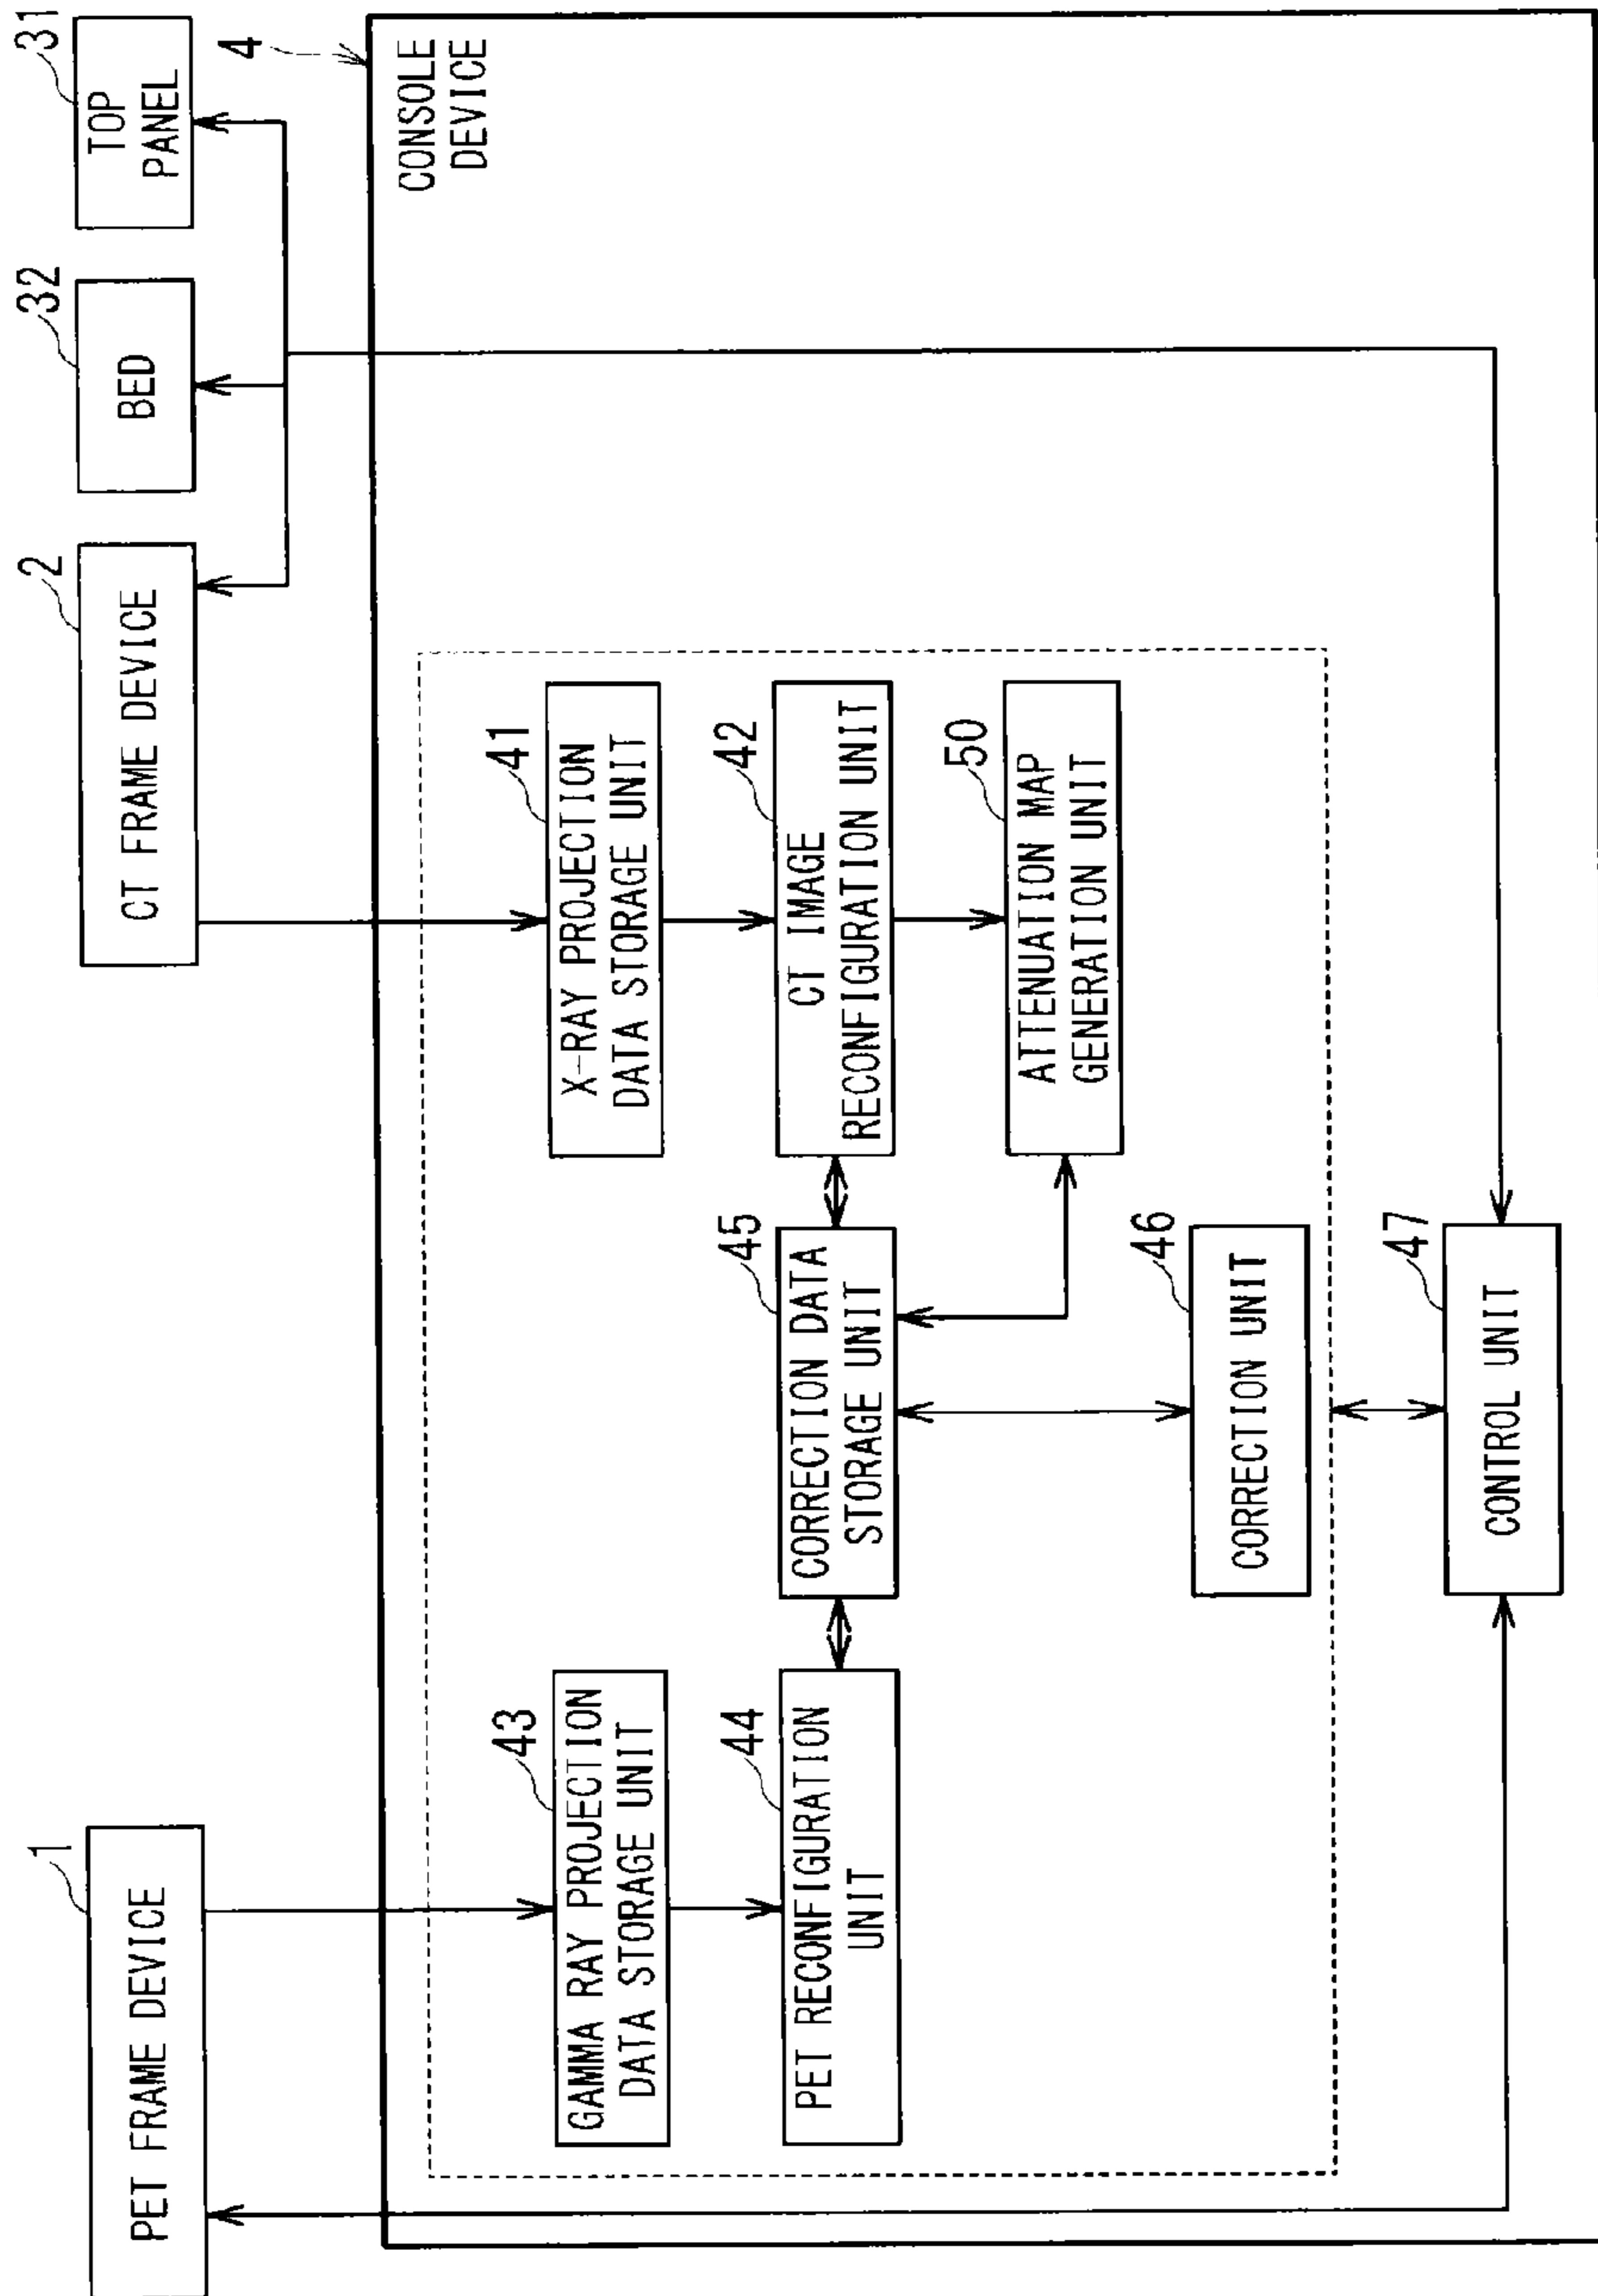 1
PET FRAME DEVICE
2
CT FRAME DEVICE
32
BED
31
TOP
PANEL
4
CONSOLE
DEVICE
43
GAMMA RAY PROJECTION
DATA STORAGE UNIT
41
X-RAY PROJECTION
DATA STORAGE UNIT
44
PET RECONFIGURATION
UNIT
45
CORRECTION DATA
STORAGE UNIT
42
CT IMAGE
RECONFIGURATION UNIT
50
ATTENUATION MAP
GENERATION UNIT
46
CORRECTION UNIT
47
CONTROL UNIT